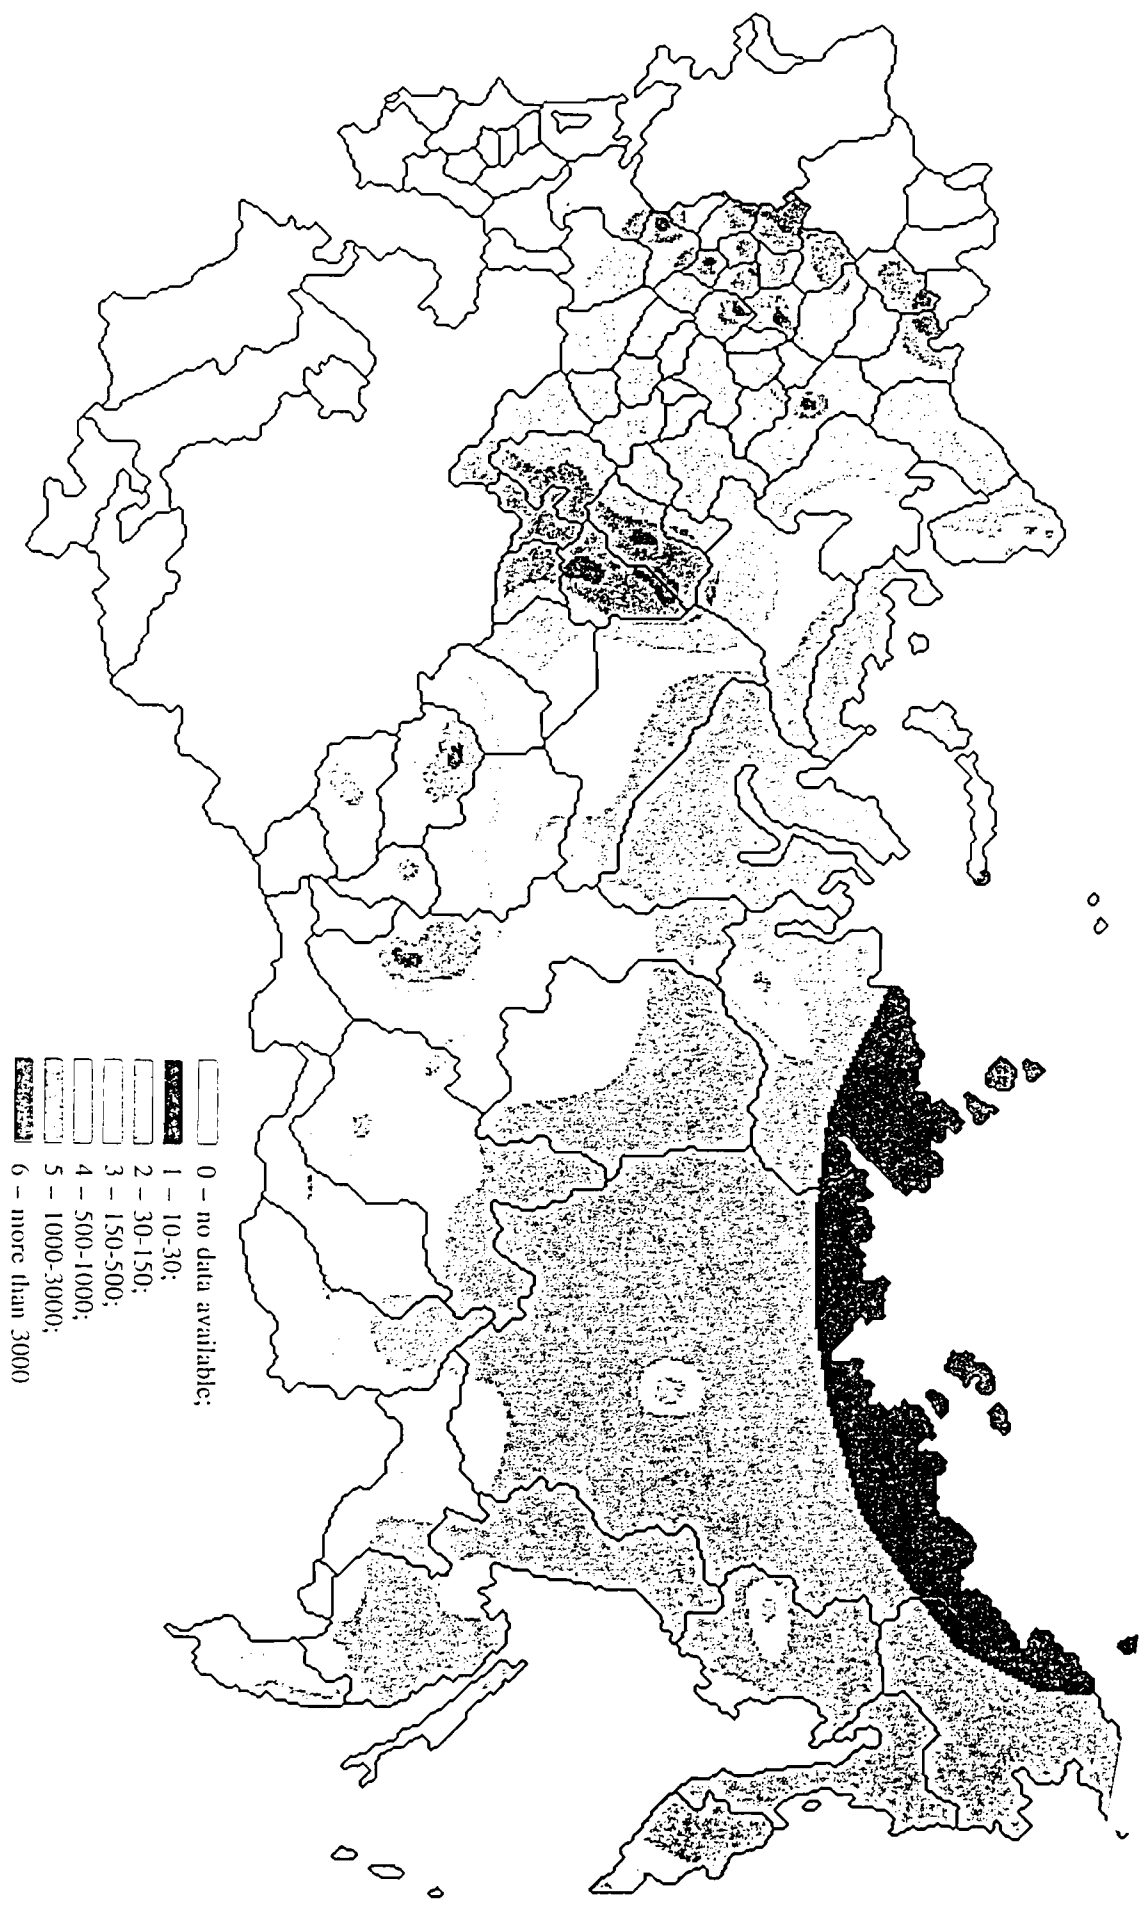 0 – no data available;
1 – 10-30;
2 – 30-150;
3 – 150-500;
4 – 500-1000;
5 – 1000-3000;
6 – more than 3000